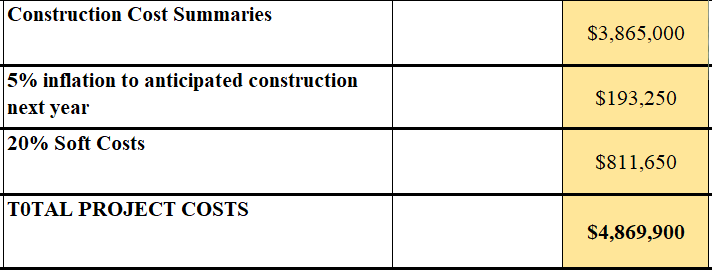 Construction Cost Summaries
$3,865,000
5% inflation to anticipated construction
next year
$193,250
20% Soft Costs
$811,650
T0TAL PROJECT COSTS
$4,869,900